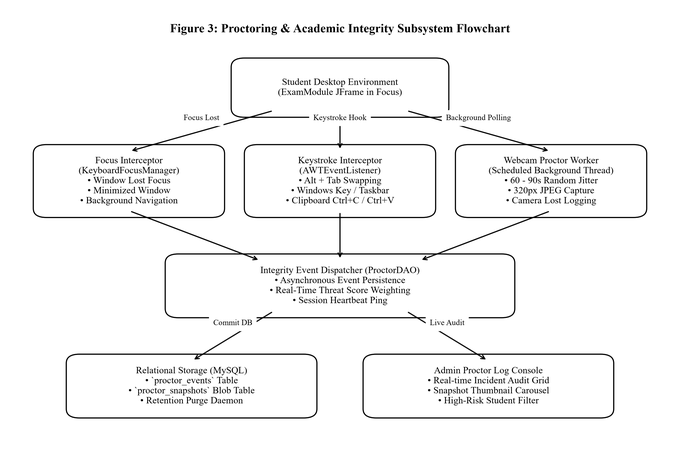 Figure 3: Proctoring & Academic Integrity Subsystem Flowchart
Student Desktop Environment
(ExamModule JFrame in Focus)
Focus Lost
Keystroke Hook
Background Polling
Focus Interceptor
(KeyboardFocusManager)
• Window Lost Focus
• Minimized Window
• Background Navigation
Keystroke Interceptor
(AWTEventListener)
• Alt + Tab Swapping
• Windows Key / Taskbar
• Clipboard Ctrl+C / Ctrl+V
Webcam Proctor Worker
(Scheduled Background Thread)
• 60 - 90s Random Jitter
• 320px JPEG Capture
• Camera Lost Logging
Integrity Event Dispatcher (ProctorDAO)
• Asynchronous Event Persistence
• Real-Time Threat Score Weighting
• Session Heartbeat Ping
Commit DB
Live Audit
Relational Storage (MySQL)
• `proctor_events` Table
• `proctor_snapshots` Blob Table
• Retention Purge Daemon
Admin Proctor Log Console
• Real-time Incident Audit Grid
• Snapshot Thumbnail Carousel
• High-Risk Student Filter